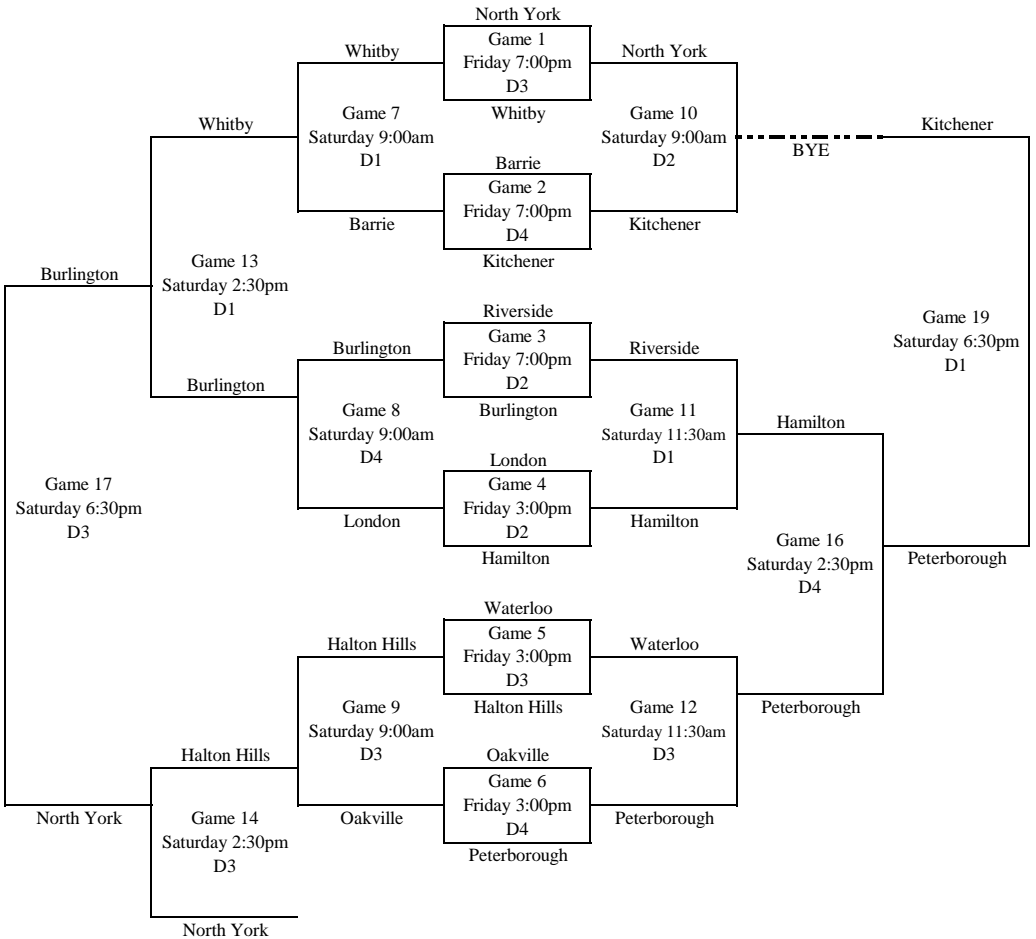 North York
Whitby
Game 1
North York
Friday 7:00pm
D3
Whitby
Game 7
Game 10
Whitby
Saturday 9:00am
Saturday 9:00am
Kitchener
D1
D2
BYE
Barrie
Game 2
Friday 7:00pm
Barrie
D4
Kitchener
Kitchener
Game 13
Burlington
Saturday 2:30pm
D1
Riverside
Game 19
Game 3
Saturday 6:30pm
Burlington
Friday 7:00pm
Riverside
D1
D2
Burlington
Burlington
Game 8
Game 11
Hamilton
Saturday 9:00am
Saturday 11:30am
D4
D1
London
Game 17
Game 4
Saturday 6:30pm
Friday 3:00pm
D3
London
D2
Hamilton
Game 16
Hamilton
Peterborough
Saturday 2:30pm
D4
Waterloo
Game 5
Halton Hills
Friday 3:00pm
Waterloo
D3
Halton Hills
Game 9
Game 12
Peterborough
Saturday 9:00am
Saturday 11:30am
D3
D3
Halton Hills
Oakville
Game 6
North York
Game 14
Friday 3:00pm
Oakville
D4
Peterborough
Saturday 2:30pm
Peterborough
D3
North York